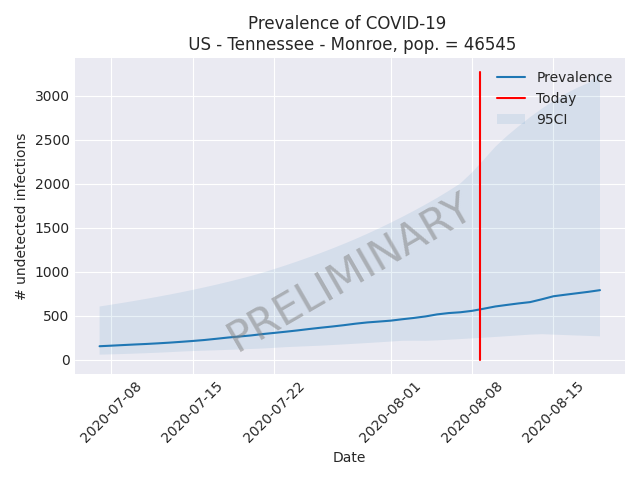 Prevalence of COVID-19
US - Tennessee - Monroe, pop. = 46545
Prevalence
Today
95CI
3000
2500
2000
1500
1000
500
0
# undetected infections
PRELIMINARY
2020-07-08
2020-07-15
2020-07-22
2020-08-01
2020-08-08
2020-08-15
Date